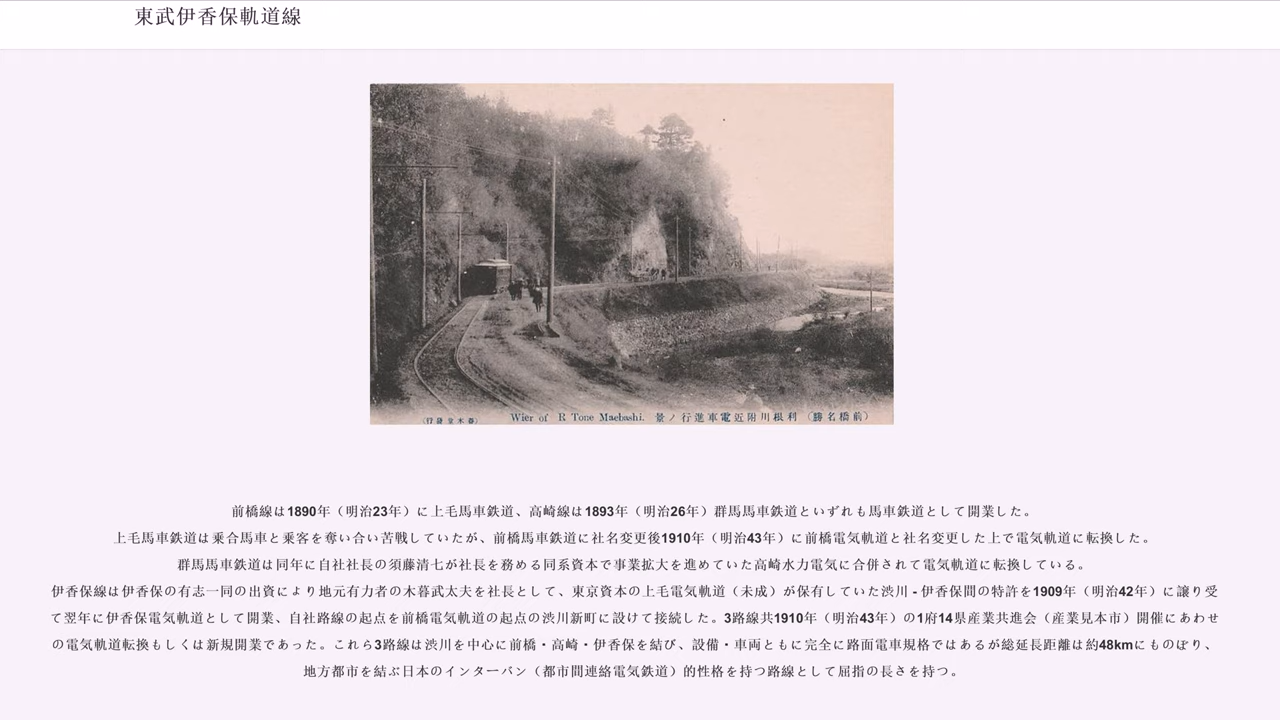 東武伊香保軌道線
(行發堂木春)
Wier of R Tone Maebashi. 景ノ行進車電近附川根利 (勝名橋前)
前橋線は1890年（明治23年）に上毛馬車鉄道、高崎線は1893年（明治26年）群馬馬車鉄道といずれも馬車鉄道として開業した。
上毛馬車鉄道は乗合馬車と乗客を奪い合い苦戦していたが、前橋馬車鉄道に社名変更後1910年（明治43年）に前橋電気軌道と社名変更した上で電気軌道に転換した。
群馬馬車鉄道は同年に自社社長の須藤清七が社長を務める同系資本で事業拡大を進めていた高崎水力電気に合併されて電気軌道に転換している。
伊香保線は伊香保の有志一同の出資により地元有力者の木暮武太夫を社長として、東京資本の上毛電気軌道（未成）が保有していた渋川 - 伊香保間の特許を1909年（明治42年）に譲り受
て翌年に伊香保電気軌道として開業、自社路線の起点を前橋電気軌道の起点の渋川新町に設けて接続した。3路線共1910年（明治43年）の1府14県産業共進会（産業見本市）開催にあわせ
の電気軌道転換もしくは新規開業であった。これら3路線は渋川を中心に前橋・高崎・伊香保を結び、設備・車両ともに完全に路面電車規格ではあるが総延長距離は約48kmにものぼり、
地方都市を結ぶ日本のインターバン（都市間連絡電気鉄道）的性格を持つ路線として屈指の長さを持つ。